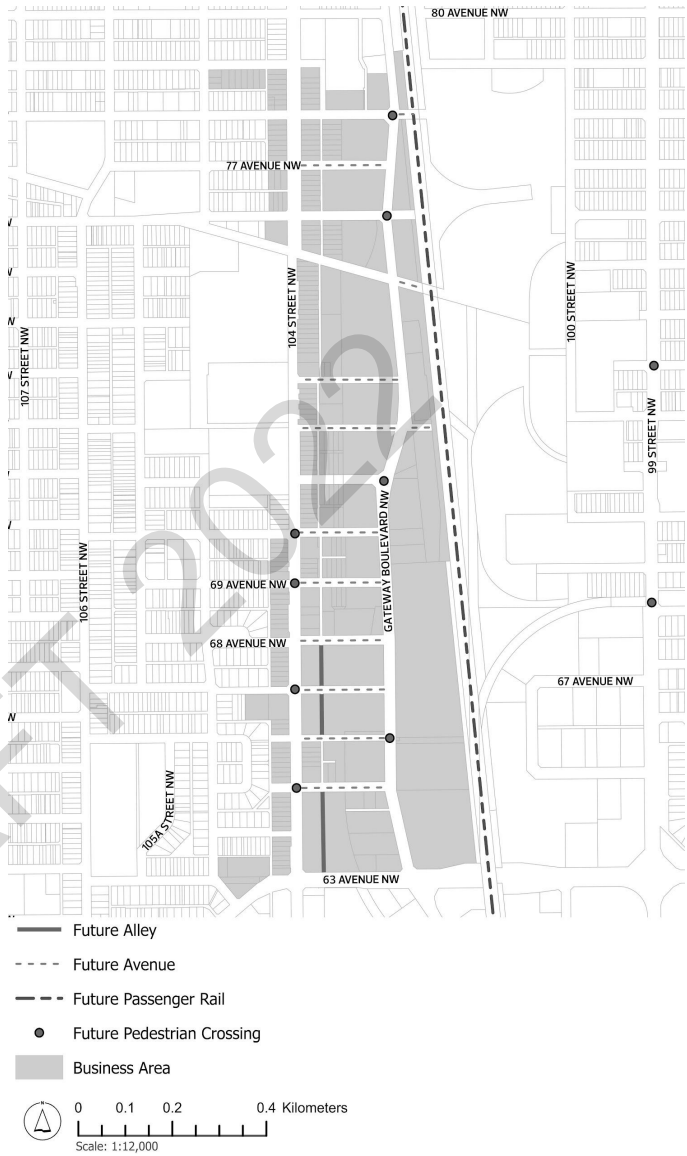 80 AVENUE NW
77 AVENUE NW
W
W
W
W
104 STREET NW
100 STREET NW
107 STREET NW
99 STREET NW
GATEWAY BOULEVARD NW
106 STREET NW
69 AVENUE NW
68 AVENUE NW
67 AVENUE NW
W
105A STREET NW
63 AVENUE NW
AFT 2022
Future Alley
Future Avenue
Future Passenger Rail
Future Pedestrian Crossing
Business Area
N
0 0.1 0.2 0.4 Kilometers
Scale: 1:12,000